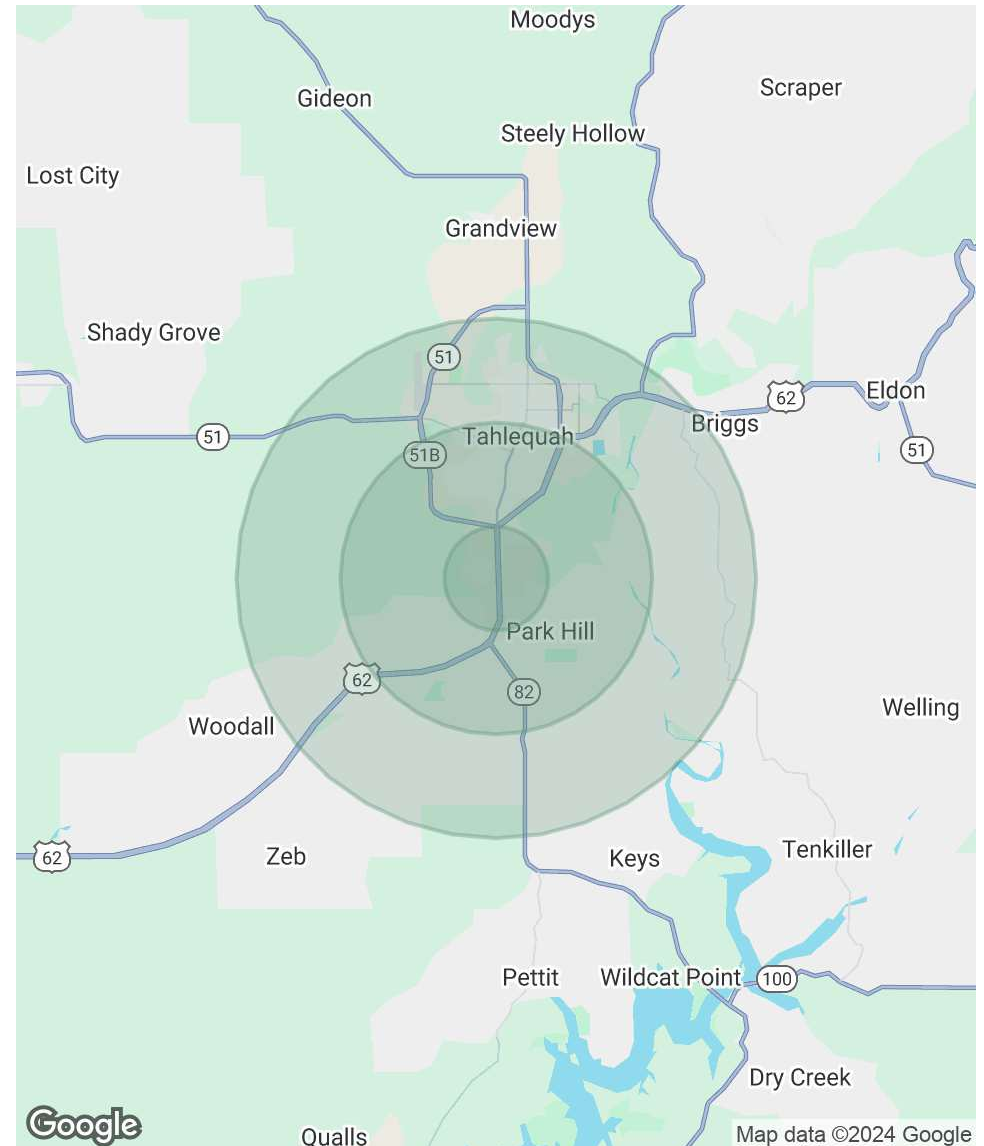 Moodys
Scraper
Gideon
Steely Hollow
Lost City
Grandview
Shady Grove
51
62
Eldon
Briggs
51
Tahlequah
51
51B
Park Hill
62
82
Welling
Woodall
Tenkiller
62
Zeb
Keys
Pettit
Wildcat Point
100
Dry Creek
Google
Qualls
Map data ©2024 Google